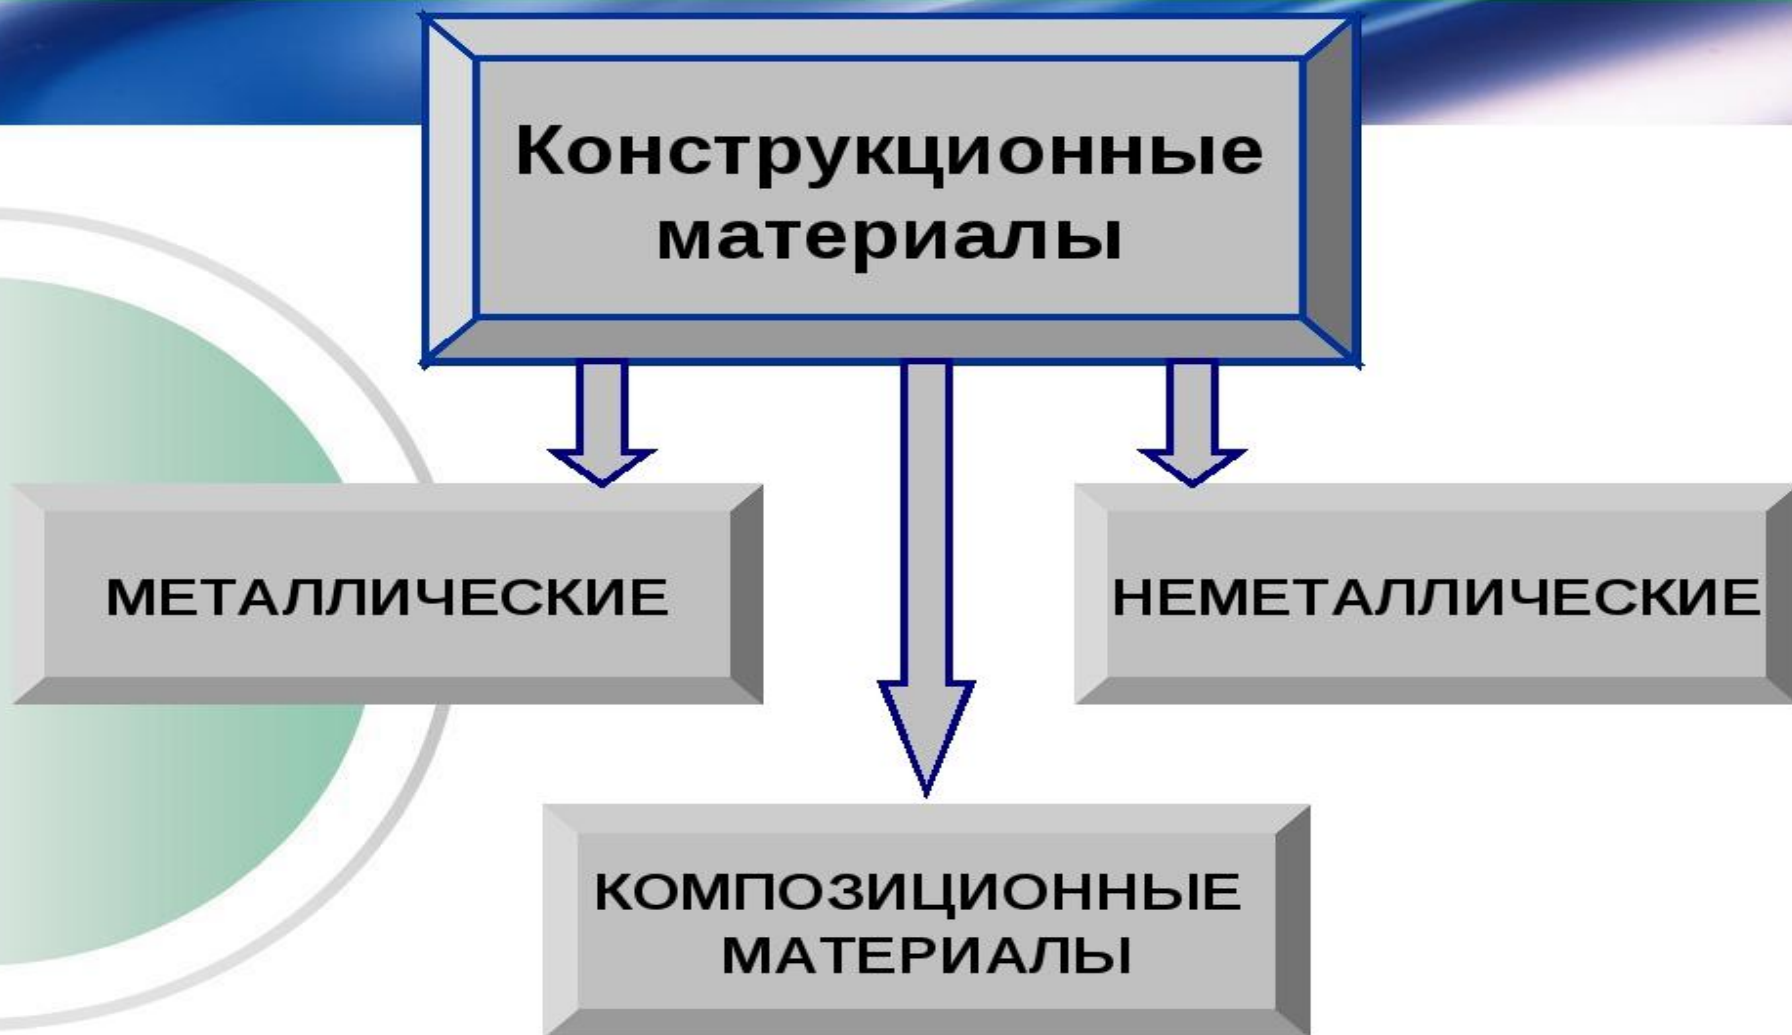 Конструкционные
материалы
МЕТАЛЛИЧЕСКИЕ
НЕМЕТАЛЛИЧЕСКИЕ
КОМПОЗИЦИОННЫЕ
МАТЕРИАЛЫ